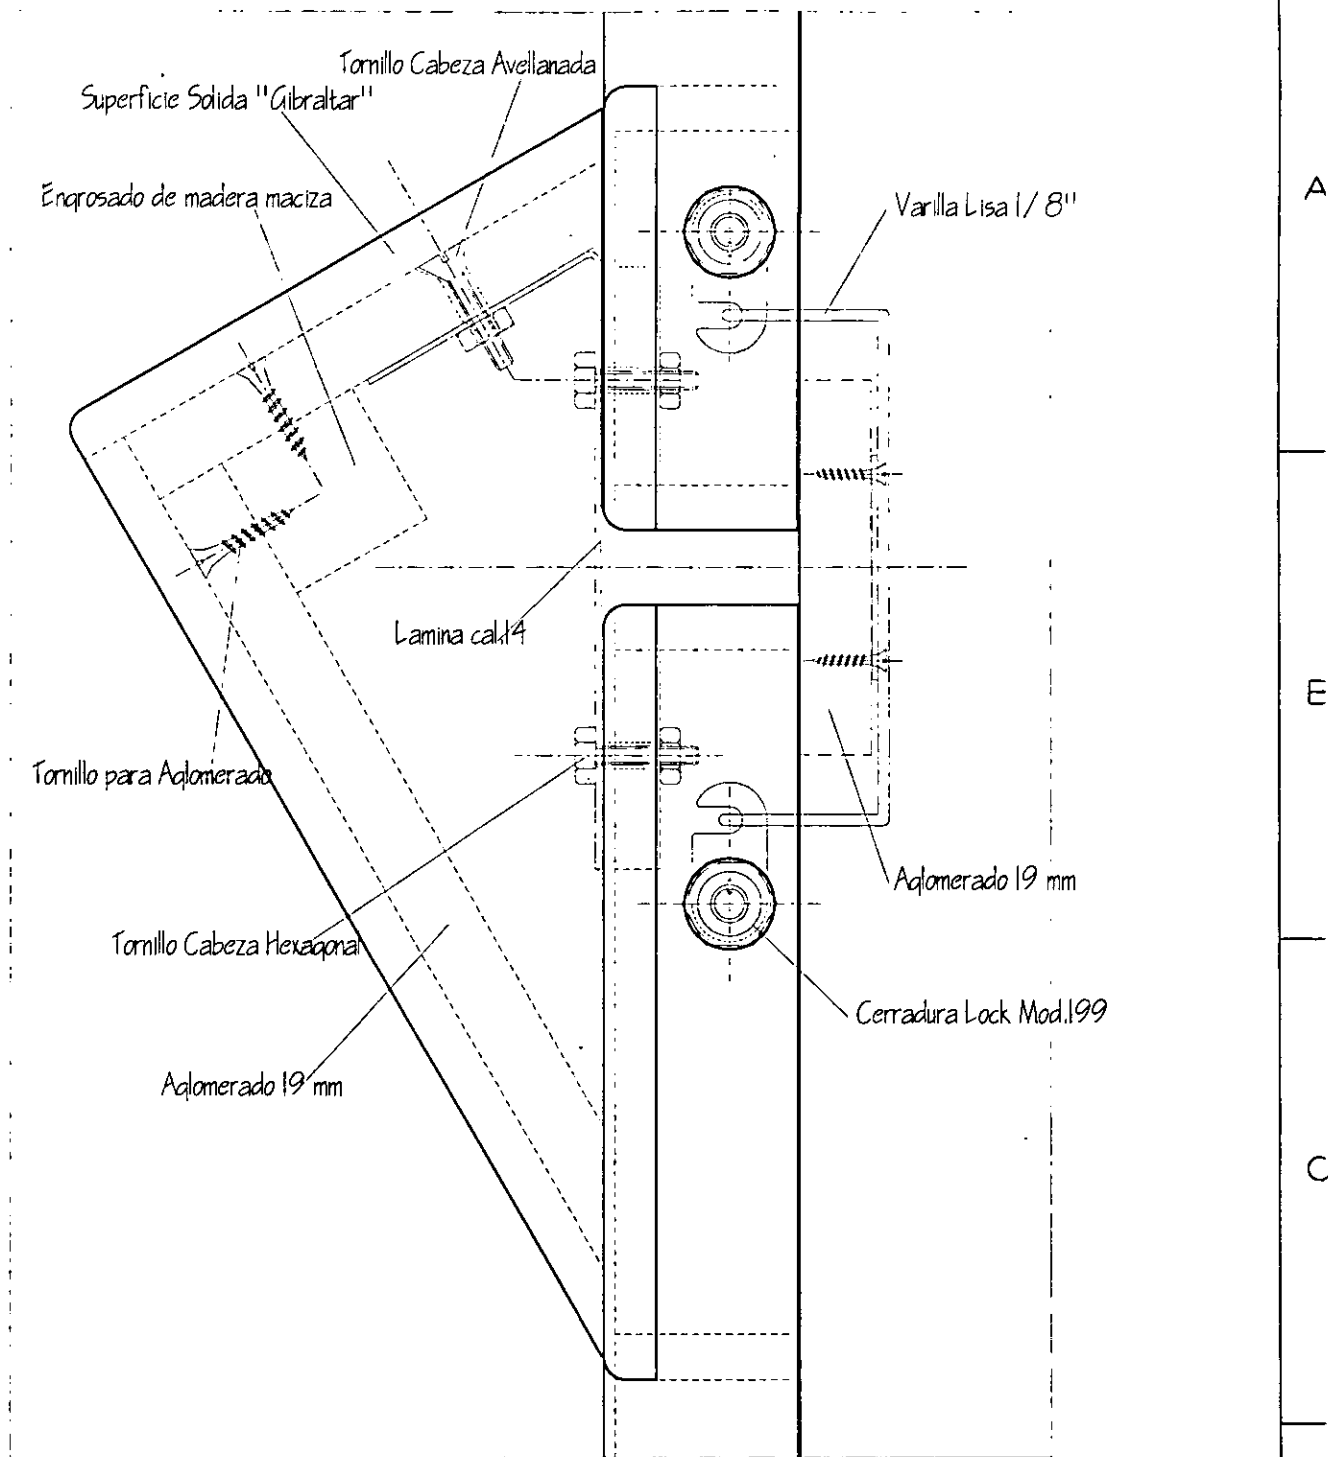 Tornillo Cabeza Avellanada
Superficie Solida "Gibraltar"
Engrosado de madera maciza
Varilla Lisa 1/8"
A
Lamina cal.14
E
Tornillo para Aglomerado
Aglomerado 19 mm
Tornillo Cabeza Hexagonal
Cerradura Lock Mod.199
Aglomerado 19 mm
C